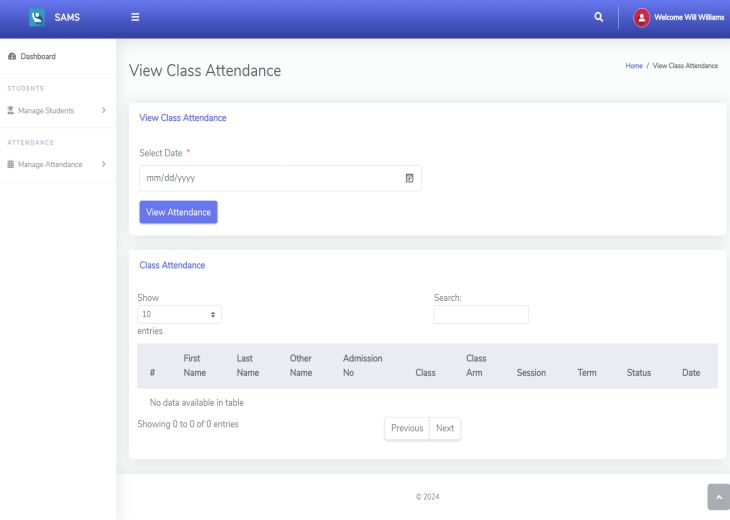 SAMS
Welcome Will Williams
Dashboard
STUDENTS
Manage Students
ATTENDANCE
Manage Attendance
View Class Attendance
Home / View Class Attendance
View Class Attendance
Select Date *
mm/dd/yyyy
View Attendance
Class Attendance
Show
10
entries
Search:
# First Name Last Name Other Name Admission No Class Class Arm Session Term Status Date
No data available in table
Showing 0 to 0 of 0 entries
Previous Next
© 2024